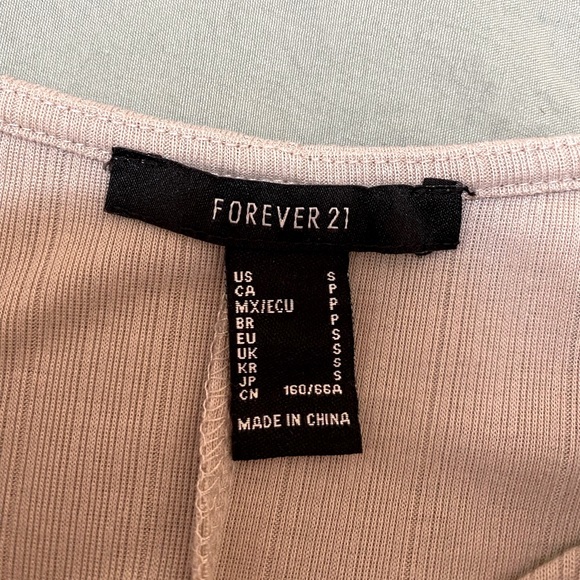 FOREVER 21
US S
CA P
MX/ECU P
BR P
EU S
UK S
KR S
JP S
CN 160/66A
MADE IN CHINA